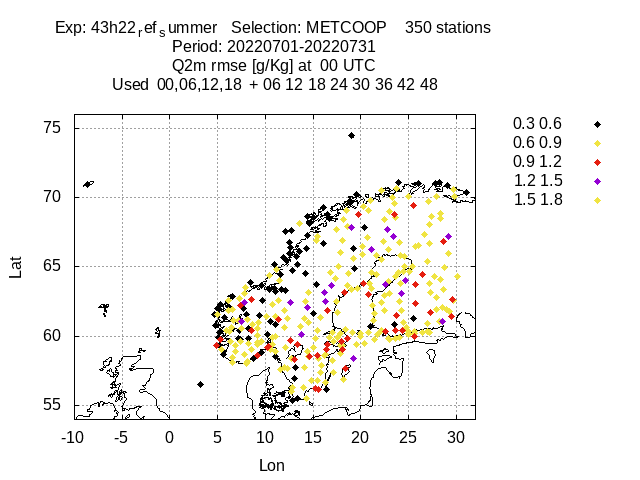 Exp: 43h22refsummer   Selection: METCOOP    350 stations
Period: 20220701-20220731
Q2m rmse [g/Kg] at  00 UTC
Used  00,06,12,18  + 06 12 18 24 30 36 42 48
0.3 0.6
0.6 0.9
0.9 1.2
1.2 1.5
1.5 1.8
75
70
65
60
55
Lat
-10 -5 0 5 10 15 20 25 30
Lon